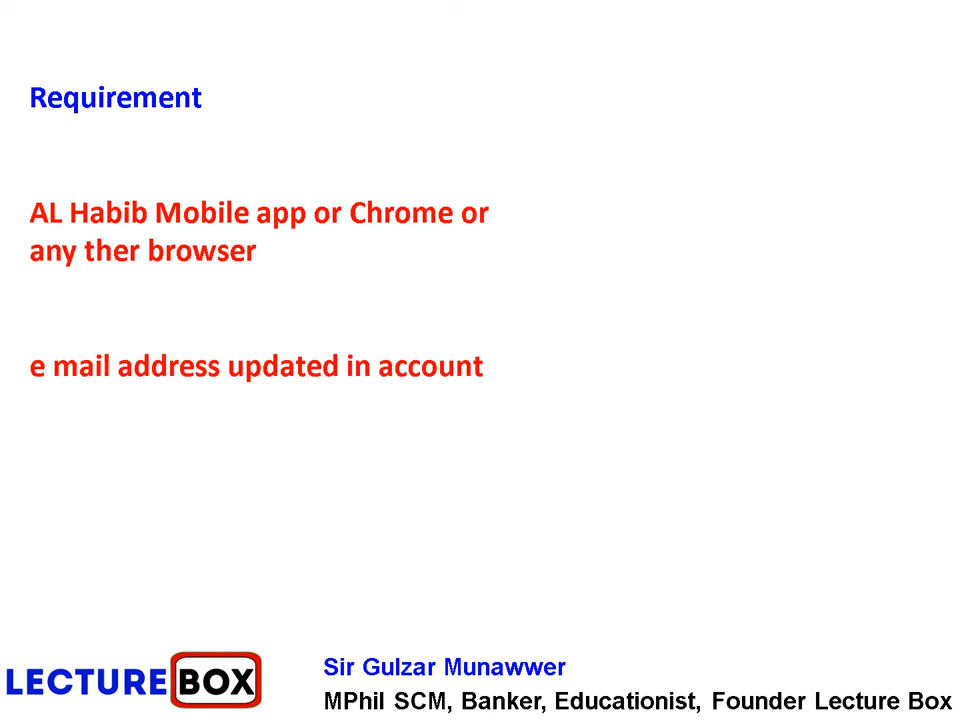 Requirement
AL Habib Mobile app or Chrome or
any ther browser
e mail address updated in account
LECTURE BOX
Sir Gulzar Munawwer
MPhil SCM, Banker, Educationist, Founder Lecture Box